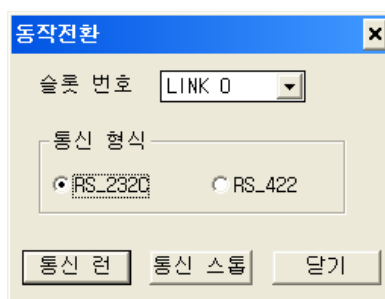 동작전환
슬롯 번호 LINK 0
통신 형식
RS_232C RS_422
통신 런 통신 스톱 닫기